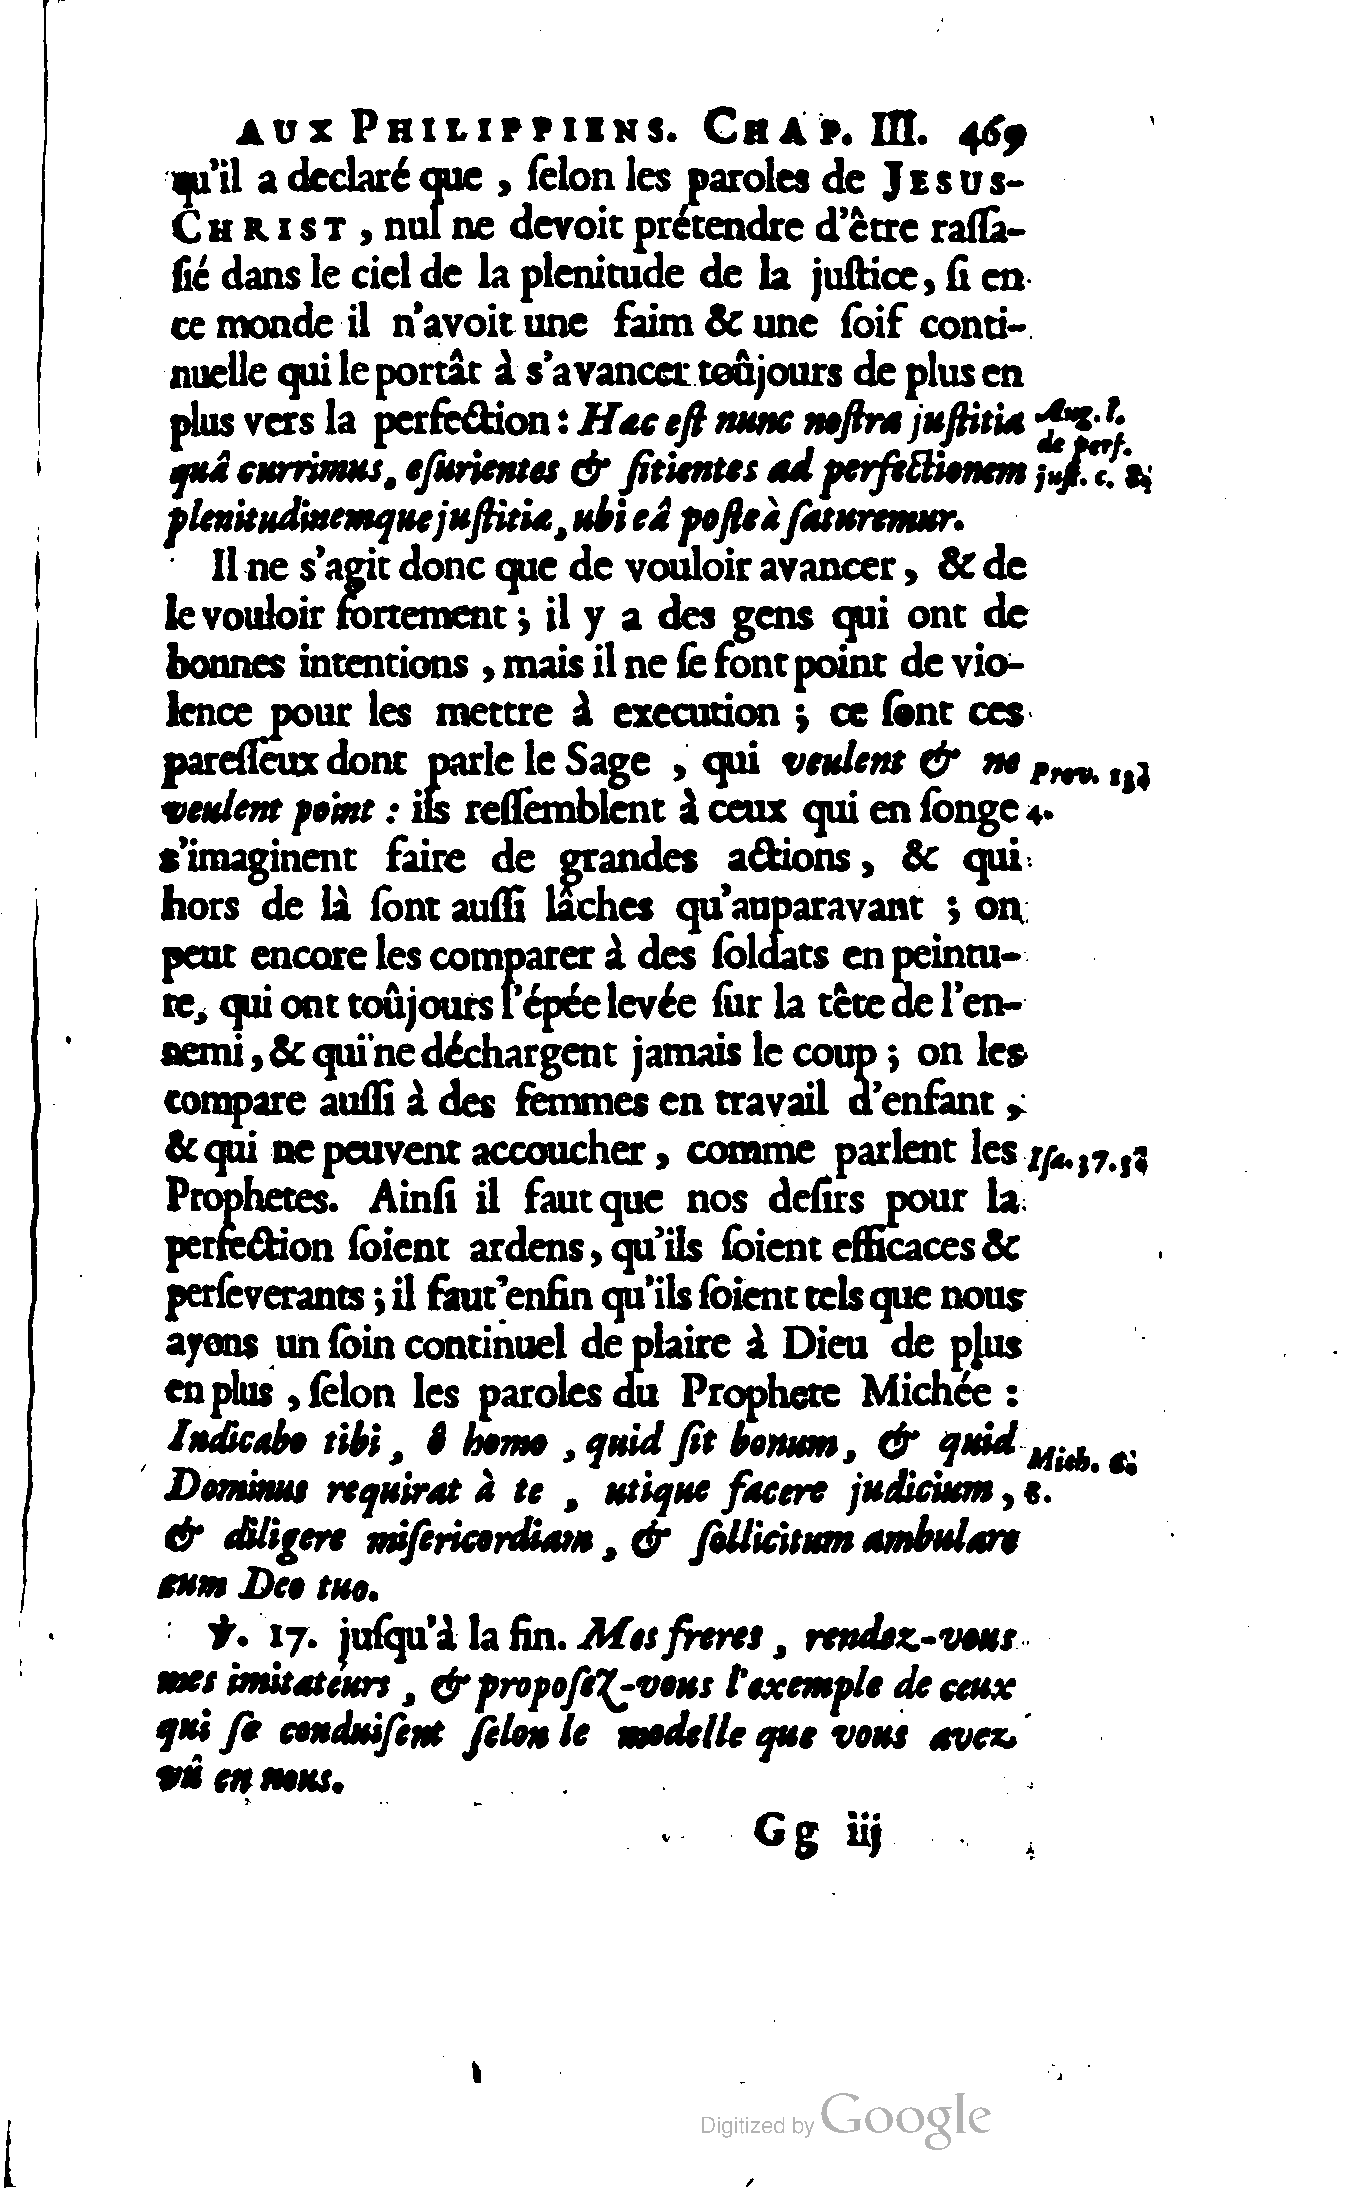 AUX PHILIPPIENS. CHAP. III. 469
qu'il a declaré que, ſelon les paroles de JESUS-
CHRIST, nul ne devoit prétendre d'être raſſa-
ſié dans le ciel de la plenitude de la juſtice, ſi en
ce monde il n'avoit une faim & une ſoif conti-
nuelle qui le portât à s'avancer toûjours de plus en
plus vers la perfection : Hac eſt nunc noſtra juſtitia
Aug. l.
de perf.
juſt. c. 8.
quâ currimus, eſurientes & ſitientes ad perfectionem
plenitudinemque juſtitiæ, ubi eâ poſteà ſaturemur.
Il ne s'agit donc que de vouloir avancer, & de
le vouloir fortement ; il y a des gens qui ont de
bonnes intentions, mais il ne ſe font point de vio-
lence pour les mettre à execution ; ce ſont ces
pareſſeux dont parle le Sage, qui veulent & ne
Prov. 13.
4.
veulent point : ils reſſemblent à ceux qui en ſonge
s'imaginent faire de grandes actions, & qui
hors de là ſont auſſi lâches qu'auparavant ; on
peut encore les comparer à des ſoldats en peintu-
re, qui ont toûjours l'épée levée ſur la tête de l'en-
nemi, & qui ne déchargent jamais le coup ; on les
compare auſſi à des femmes en travail d'enfant,
& qui ne peuvent accoucher, comme parlent les
Iſa. 37. 3.
Prophetes. Ainſi il faut que nos deſirs pour la
perfection ſoient ardens, qu'ils ſoient efficaces &
perſeverants ; il faut enfin qu'ils ſoient tels que nous
ayons un ſoin continuel de plaire à Dieu de plus
en plus, ſelon les paroles du Prophete Michée :
Indicabo tibi, ô homo, quid ſit bonum, & quid
Mich. 6.
8.
Dominus requirat à te, utique facere judicium,
& diligere miſericordiam, & ſollicitum ambulare
cum Deo tuo.
℣. 17. juſqu'à la fin. Mes freres, rendez-vous
mes imitateurs, & propoſez-vous l'exemple de ceux
qui ſe conduiſent ſelon le modelle que vous avez
vû en nous.
Gg iij
Digitized by Google